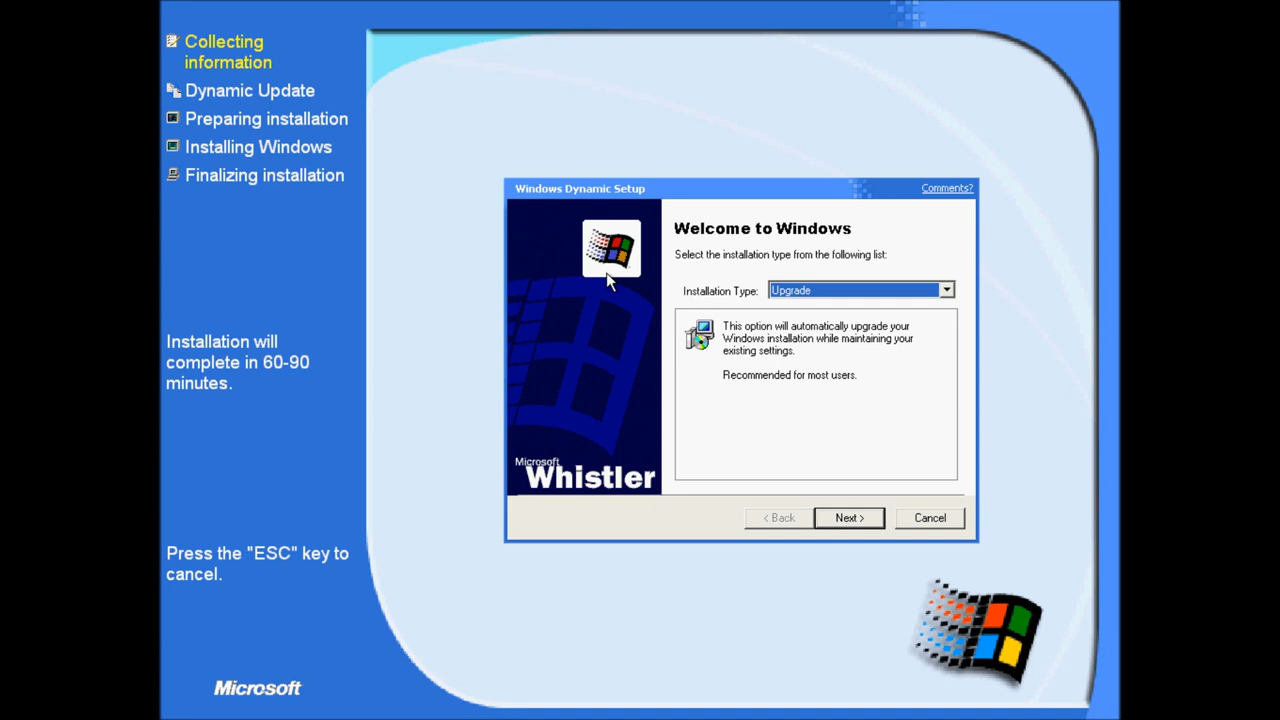 Collecting
information
Dynamic Update
Preparing installation
Installing Windows
Finalizing installation
Installation will
complete in 60-90
minutes.
Press the "ESC" key to
cancel.
Microsoft
Windows Dynamic Setup
Comments?
Welcome to Windows
Select the installation type from the following list:
Installation Type:
Upgrade
This option will automatically upgrade your
Windows installation while maintaining your
existing settings.
Recommended for most users.
Microsoft
Whistler
< Back
Next >
Cancel